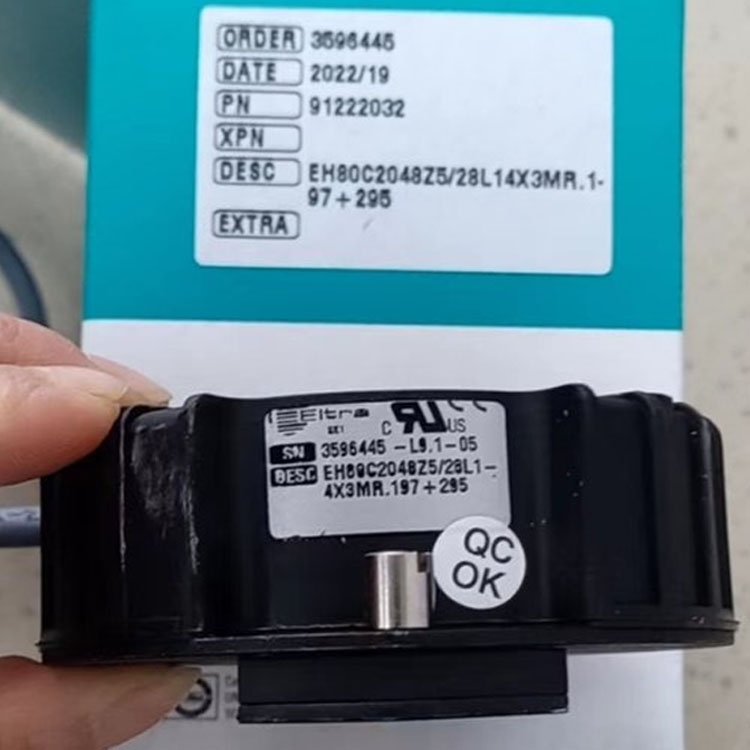 ORDER 3596445
DATE 2022/19
PN 91222032
XPN
DESC EH80C2048Z5/28L14X3MR.1-
97+295
EXTRA
Eltra
C US
SN 3596445 -L9.1-05
DESC EH80C2048Z5/28L1-
4X3MR.197+295
QC
OK